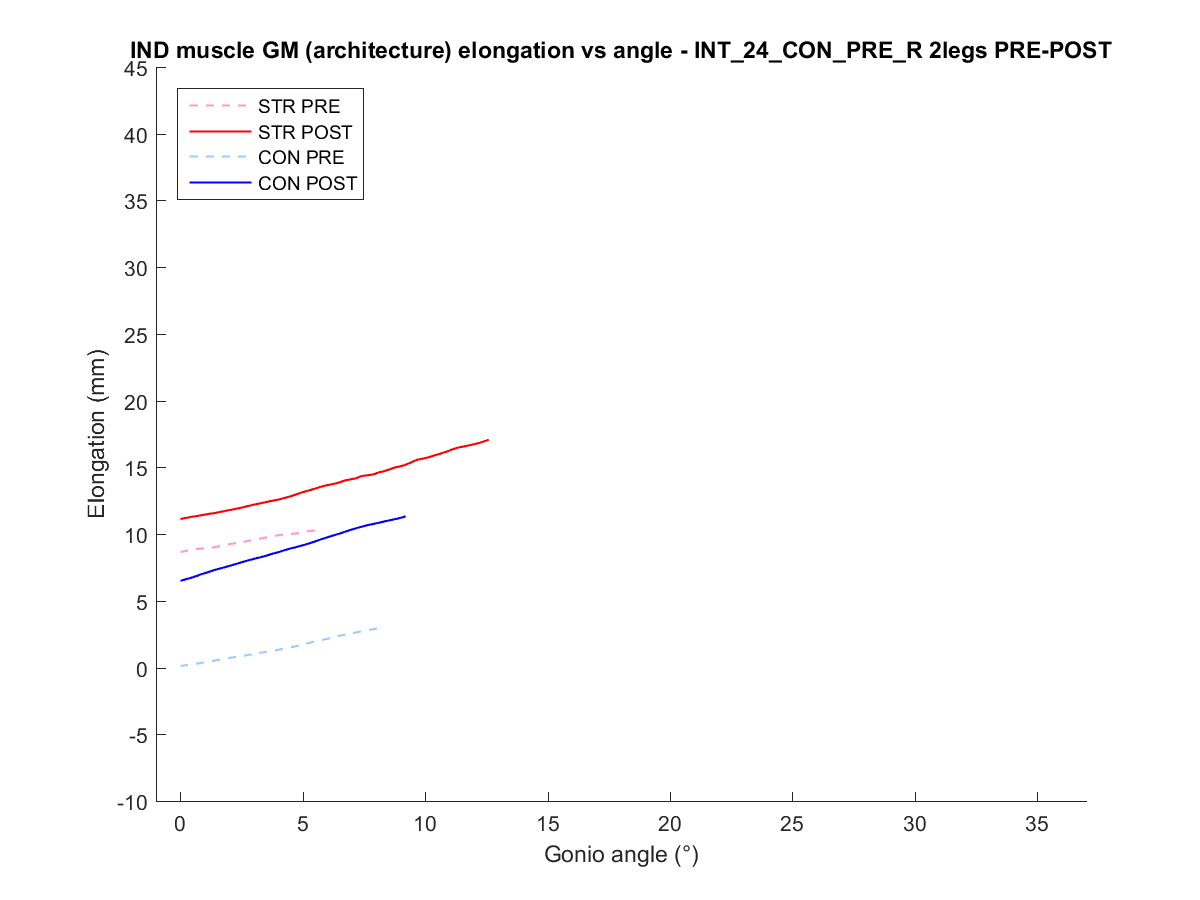 IND muscle GM (architecture) elongation vs angle - INT_24_CON_PRE_R 2legs PRE-POST
45
40
35
30
25
20
15
10
5
0
-5
-10
STR PRE
STR POST
CON PRE
CON POST
Elongation (mm)
0 5 10 15 20 25 30 35
Gonio angle (°)